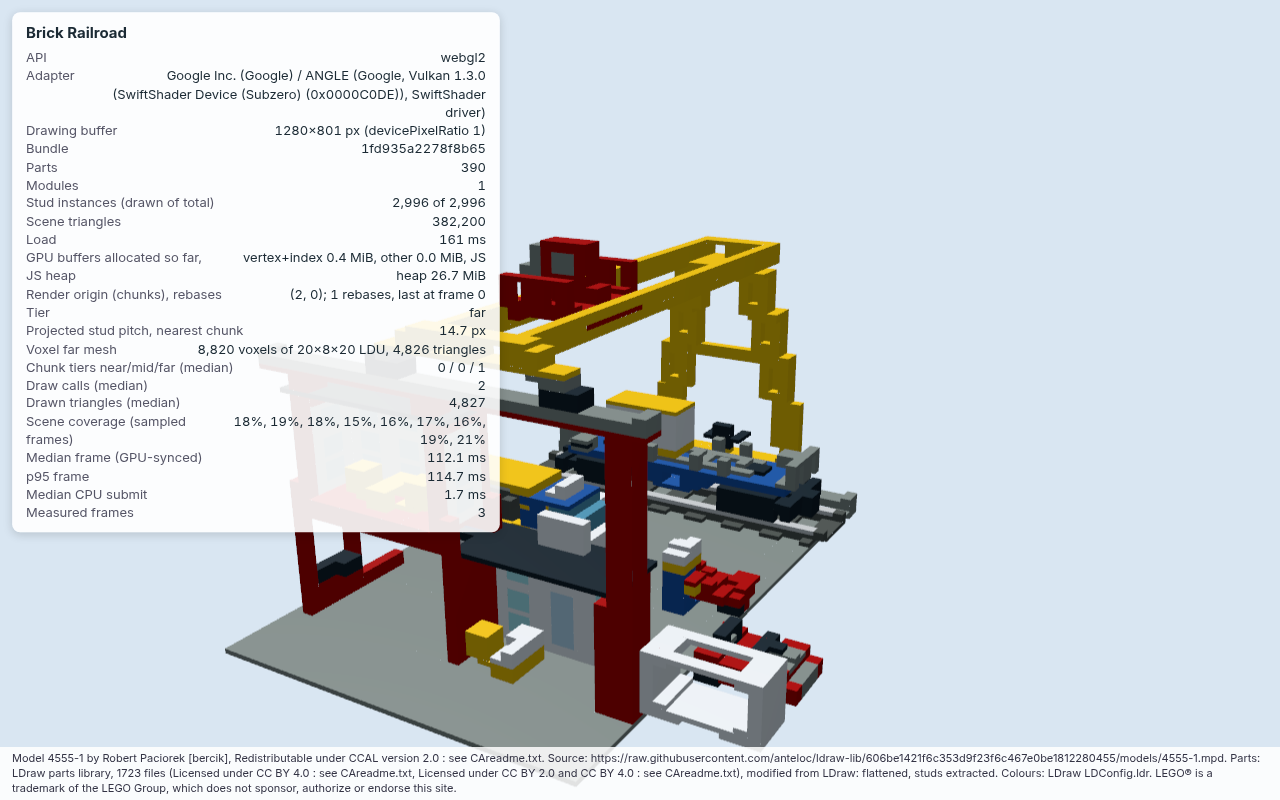 Brick Railroad
API webgl2
Adapter Google Inc. (Google) / ANGLE (Google, Vulkan 1.3.0
(SwiftShader Device (Subzero) (0x0000C0DE)), SwiftShader
driver)
Drawing buffer 1280×801 px (devicePixelRatio 1)
Bundle 1fd935a2278f8b65
Parts 390
Modules 1
Stud instances (drawn of total) 2,996 of 2,996
Scene triangles 382,200
Load 161 ms
GPU buffers allocated so far, vertex+index 0.4 MiB, other 0.0 MiB, JS
JS heap heap 26.7 MiB
Render origin (chunks), rebases (2, 0); 1 rebases, last at frame 0
Tier far
Projected stud pitch, nearest chunk 14.7 px
Voxel far mesh 8,820 voxels of 20×8×20 LDU, 4,826 triangles
Chunk tiers near/mid/far (median) 0 / 0 / 1
Draw calls (median) 2
Drawn triangles (median) 4,827
Scene coverage (sampled 18%, 19%, 18%, 15%, 16%, 17%, 16%,
frames) 19%, 21%
Median frame (GPU-synced) 112.1 ms
p95 frame 114.7 ms
Median CPU submit 1.7 ms
Measured frames 3
Model 4555-1 by Robert Paciorek [bercik], Redistributable under CCAL version 2.0 : see CAreadme.txt. Source: https://raw.githubusercontent.com/anteloc/ldraw-lib/606be1421f6c353d9f23f6c467e0be1812280455/models/4555-1.mpd. Parts:
LDraw parts library, 1723 files (Licensed under CC BY 4.0 : see CAreadme.txt, Licensed under CC BY 2.0 and CC BY 4.0 : see CAreadme.txt), modified from LDraw: flattened, studs extracted. Colours: LDraw LDConfig.ldr. LEGO® is a
trademark of the LEGO Group, which does not sponsor, authorize or endorse this site.